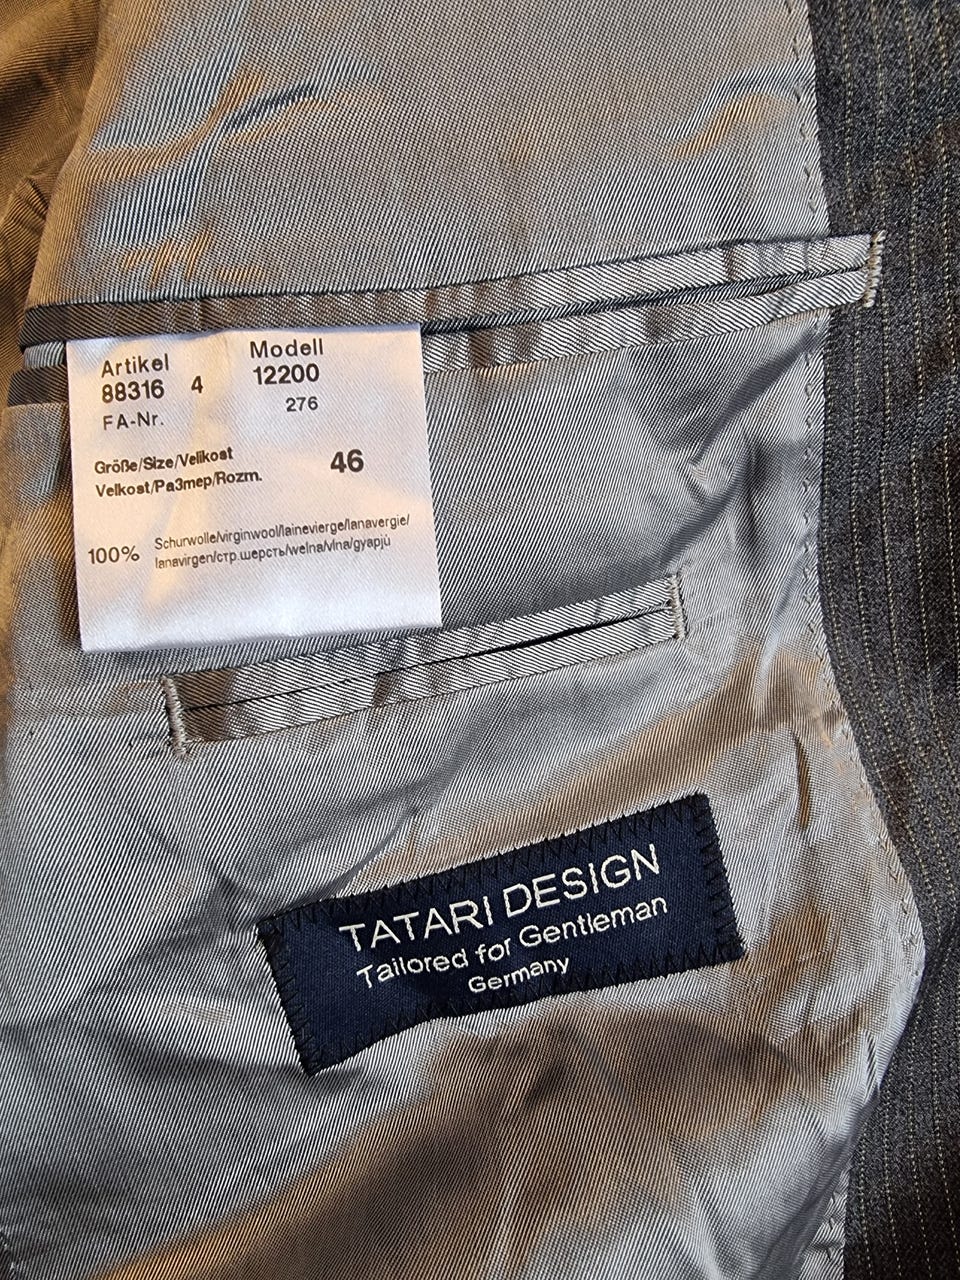 Artikel Modell
88316 4 12200
FA-Nr. 276
Größe/Size/Velikost 46
Velkost/Pa3mep/Rozm.
100% Schurwolle/virginwool/lainevierge/lanavergie/
lanavirgen/стр.шерсть/welna/vlna/gyapjú
TATARI DESIGN
Tailored for Gentleman
Germany